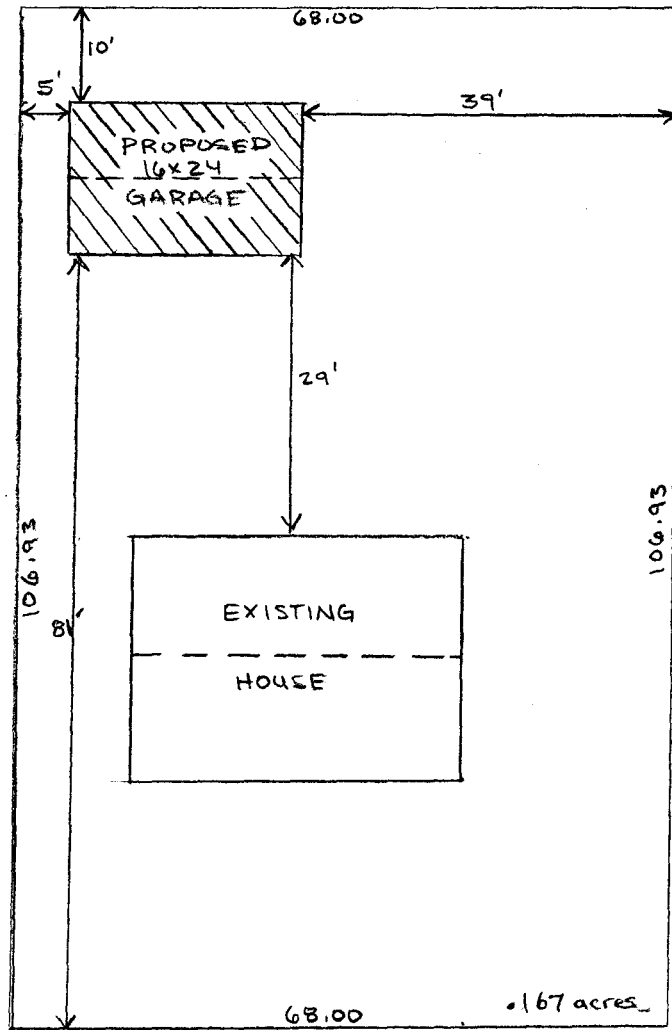 68.00
10'
5'
39'
PROPOSED
16x24
GARAGE
29'
106.93
106.93
81'
EXISTING
HOUSE
.167 acres
68.00